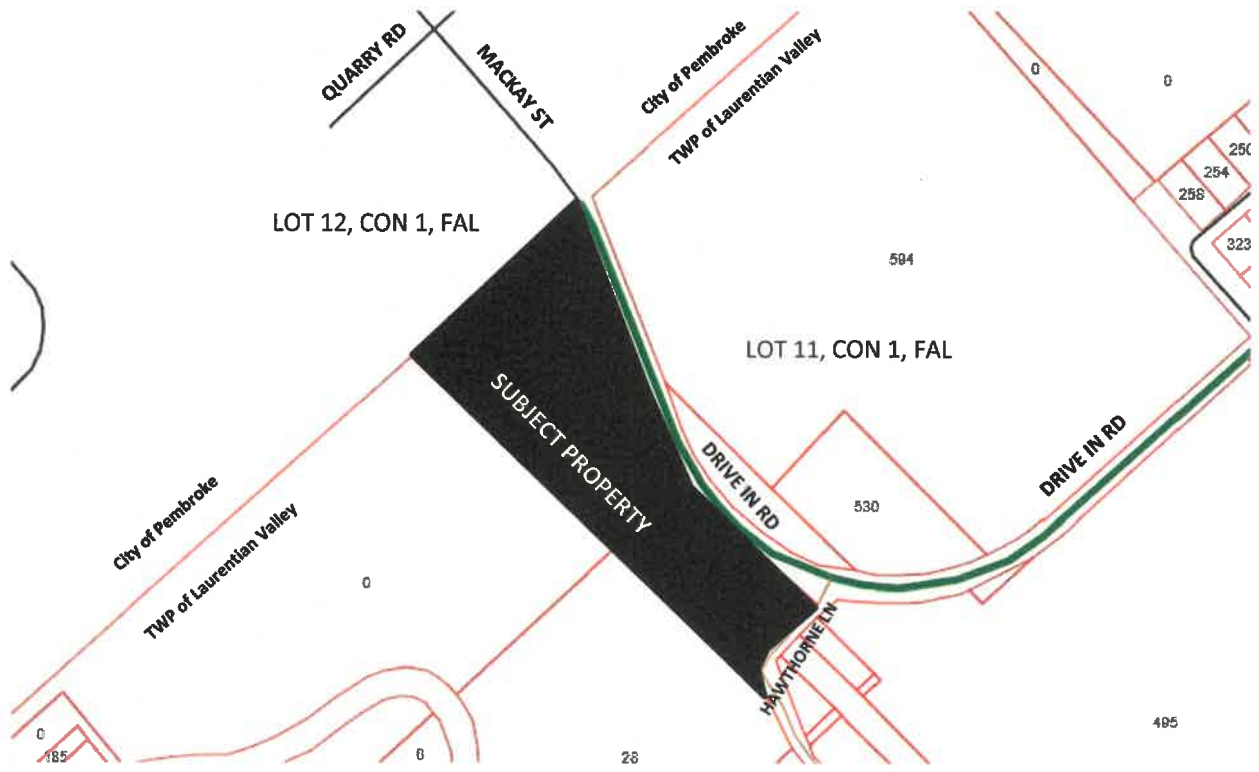 QUARRY RD
MACKAY ST
City of Pembroke
TWP of Laurentian Valley
0
0
254
258
323
LOT 12, CON 1, FAL
594
LOT 11, CON 1, FAL
SUBJECT PROPERTY
DRIVE IN RD
DRIVE IN RD
530
City of Pembroke
TWP of Laurentian Valley
0
HAWTHORNE LN
495
0
185
0
28